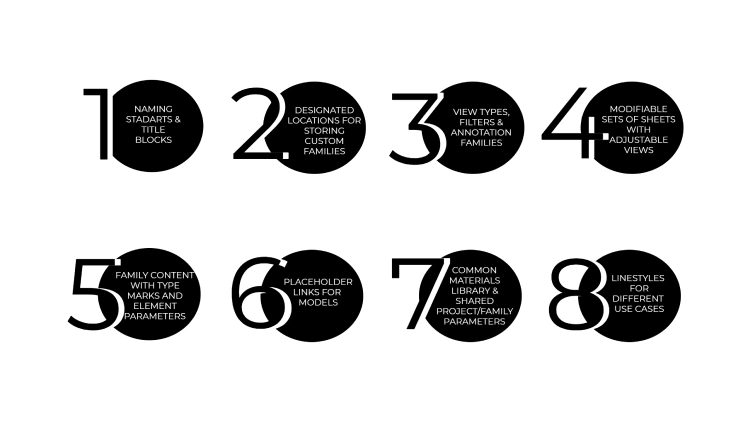 1
NAMING
STADARTS &
TITLE
BLOCKS
2
DESIGNATED
LOCATIONS FOR
STORING
CUSTOM
FAMILIES
3
VIEW TYPES,
FILTERS &
ANNOTATION
FAMILIES
4
MODIFIABLE
SETS OF SHEETS
WITH
ADJUSTABLE
VIEWS
5
FAMILY CONTENT
WITH TYPE
MARKS AND
ELEMENT
PARAMETERS
6
PLACEHOLDER
LINKS FOR
MODELS
7
COMMON
MATERIALS
LIBRARY &
SHARED
PROJECT/FAMILY
PARAMETERS
8
LINESTYLES
FOR
DIFFERENT
USE CASES